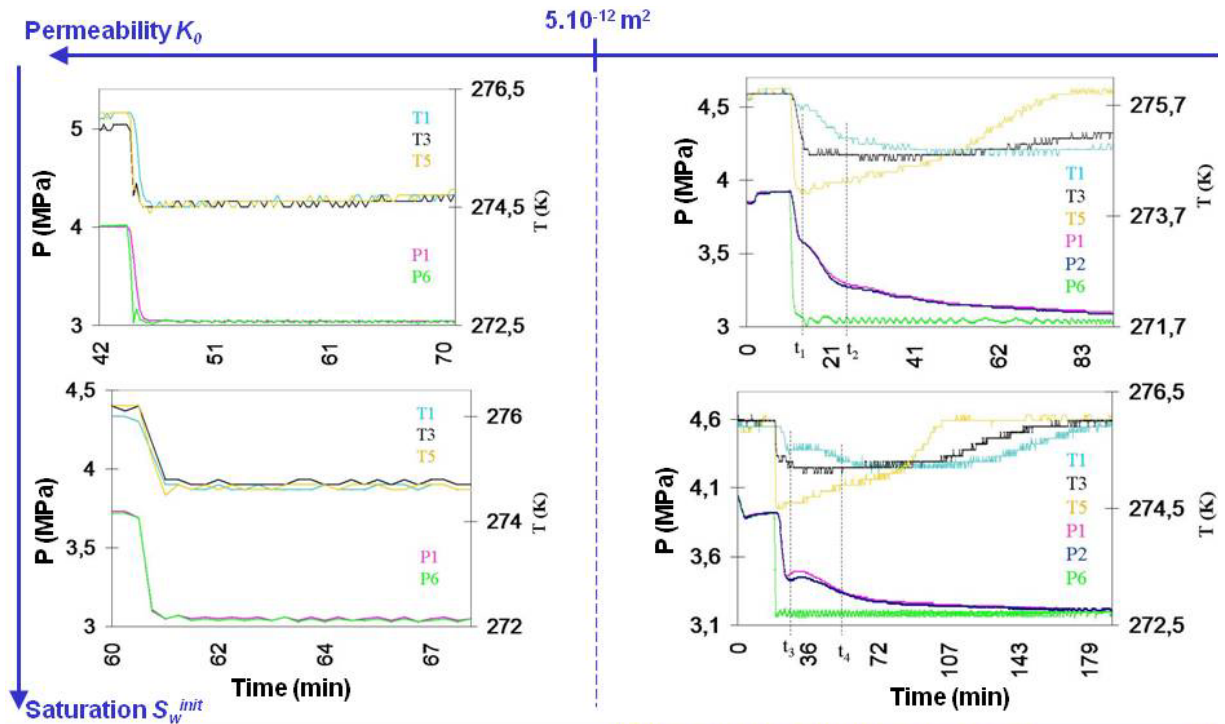 5.10⁻¹² m²
Permeability K₀
276,5
5
T1
T3
T5
P (MPa)
274,5
T (K)
4
P1
P6
3
272,5
42
51
61
70
4,5
275,7
4
T1
T3
P (MPa)
T5
273,7
T (K)
3,5
P1
P2
P6
3
271,7
0
t₁
21
t₂
41
62
83
4,5
T1
276
T3
T5
4
P (MPa)
274
T (K)
3,5
P1
P6
3
272
60
62
64
67
Time (min)
276,5
4,6
T1
4,1
T3
P (MPa)
274,5
T5
T (K)
3,6
P1
P2
P6
3,1
272,5
0
t₃
36
t₄
72
107
143
179
Time (min)
Saturation S_w^init